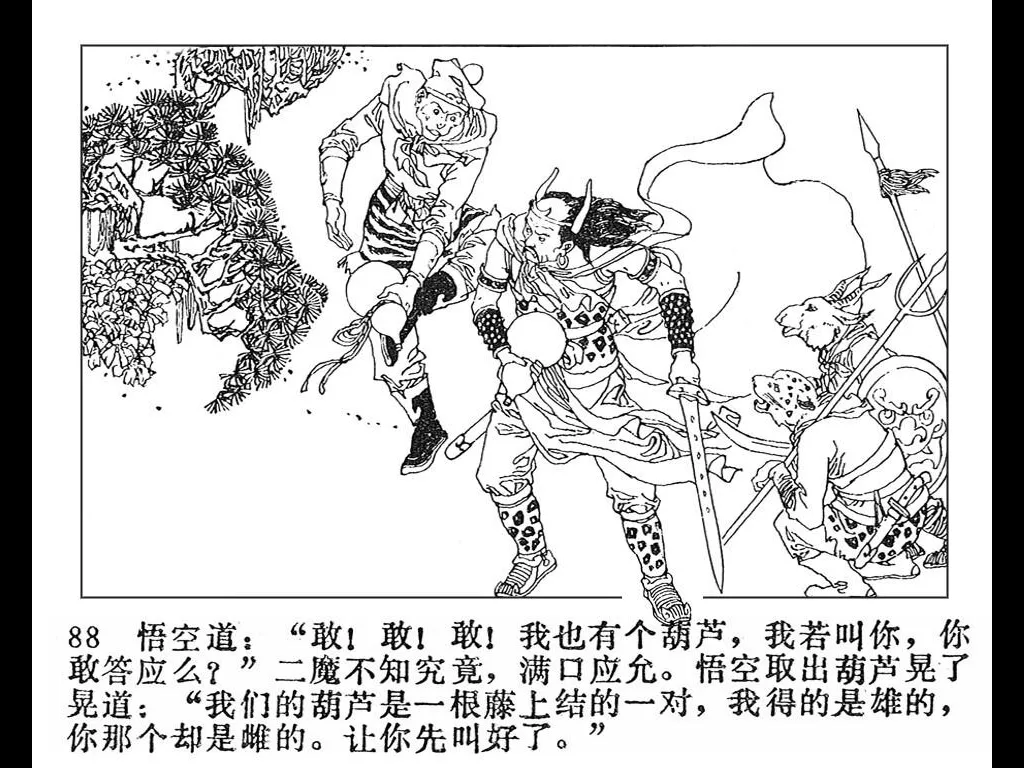 88 悟空道：“敢！敢！敢！我也有个葫芦，我若叫你，你
敢答应么？”二魔不知究竟，满口应允。悟空取出葫芦晃了
晃道：“我们的葫芦是一根藤上结的一对，我得的是雄的，
你那个却是雌的。让你先叫好了。”